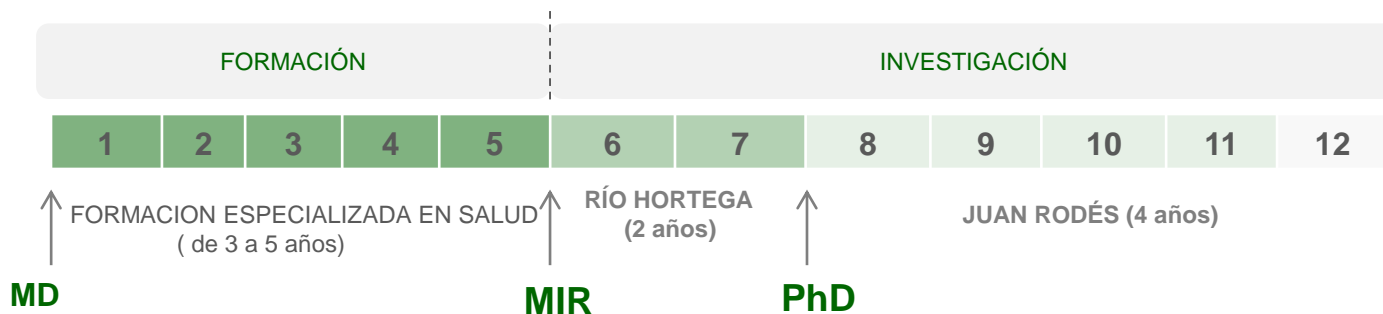 FORMACIÓN
INVESTIGACIÓN
1 2 3 4 5 6 7 8 9 10 11 12
FORMACION ESPECIALIZADA EN SALUD
( de 3 a 5 años)
RÍO HORTEGA
(2 años)
JUAN RODÉS (4 años)
MD
MIR
PhD